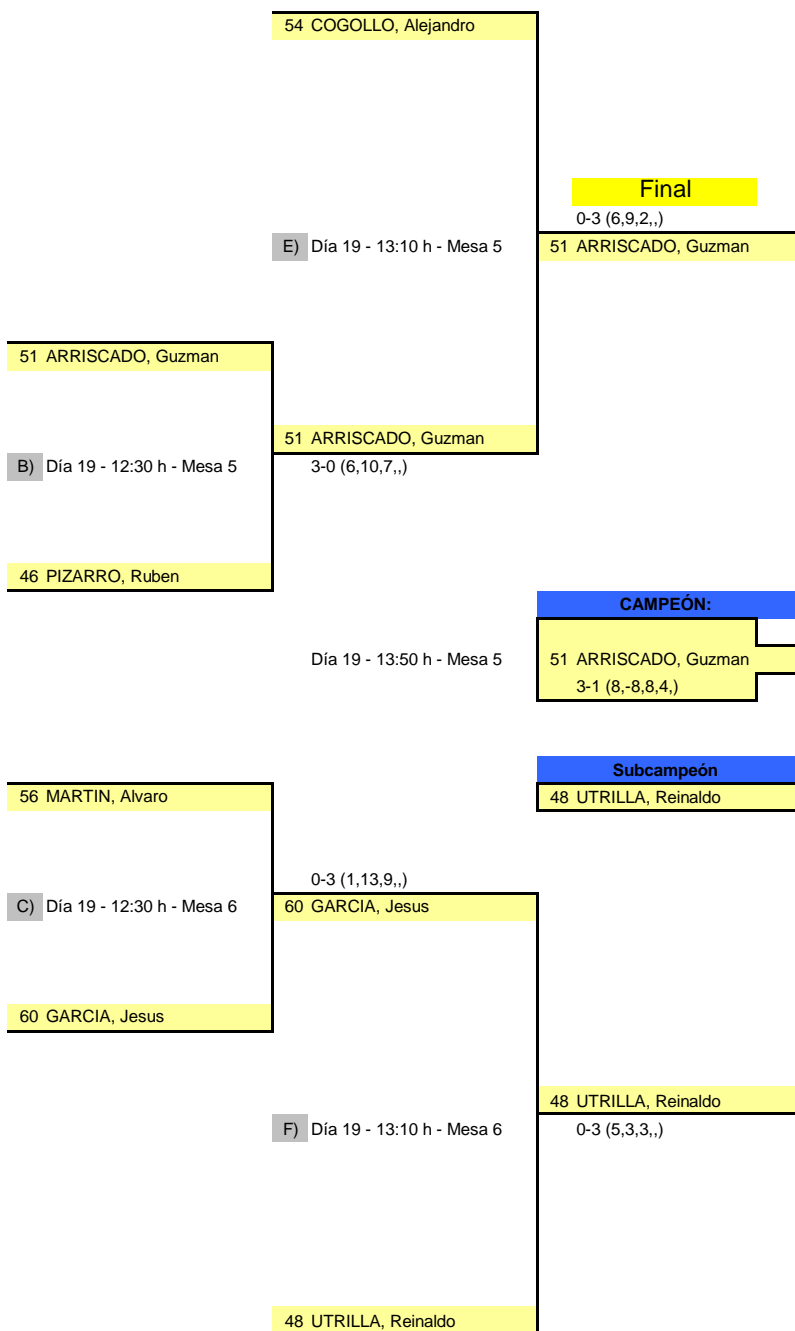 54 COGOLLO, Alejandro
Final
0-3 (6,9,2,,)
E) Día 19 - 13:10 h - Mesa 5 51 ARRISCADO, Guzman
51 ARRISCADO, Guzman
51 ARRISCADO, Guzman
B) Día 19 - 12:30 h - Mesa 5 3-0 (6,10,7,,)
46 PIZARRO, Ruben
CAMPEÓN:
Día 19 - 13:50 h - Mesa 5 51 ARRISCADO, Guzman
3-1 (8,-8,8,4,)
Subcampeón
56 MARTIN, Alvaro 48 UTRILLA, Reinaldo
0-3 (1,13,9,,)
C) Día 19 - 12:30 h - Mesa 6 60 GARCIA, Jesus
60 GARCIA, Jesus
48 UTRILLA, Reinaldo
F) Día 19 - 13:10 h - Mesa 6 0-3 (5,3,3,,)
48 UTRILLA, Reinaldo